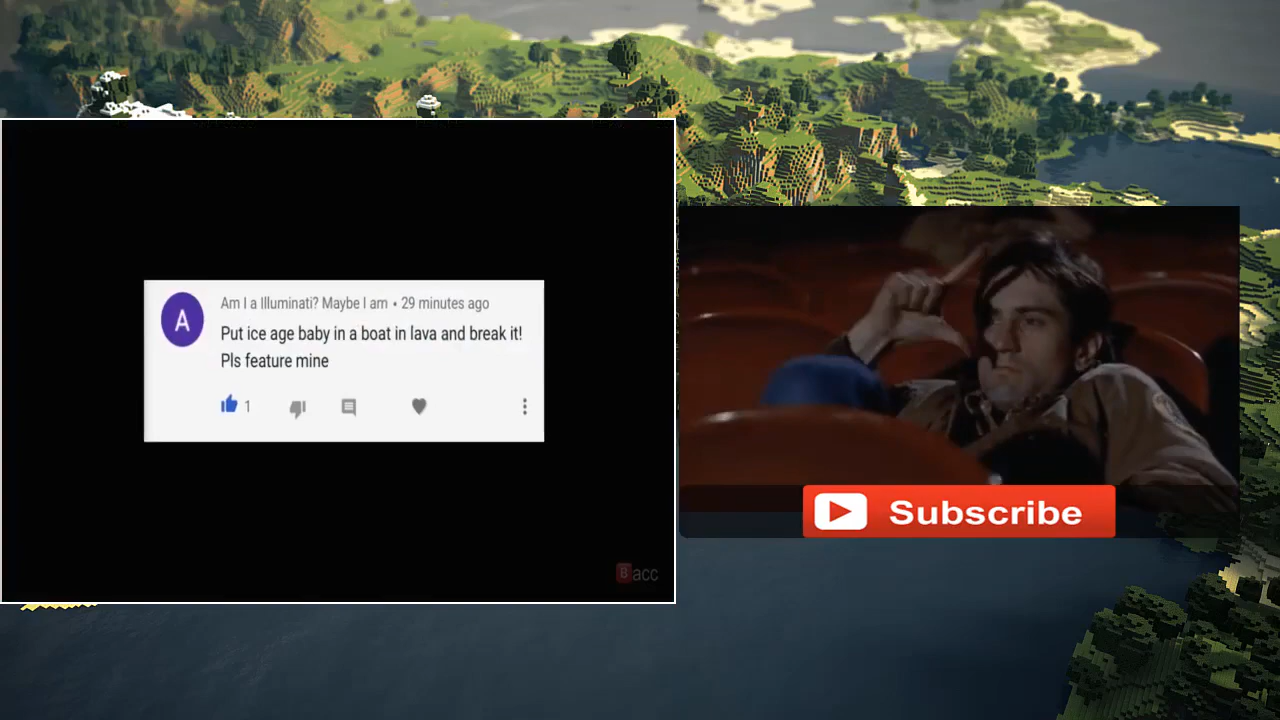 A
Am I a Illuminati? Maybe I am • 29 minutes ago
Put ice age baby in a boat in lava and break it!
Pls feature mine
1
Bacc
Subscribe